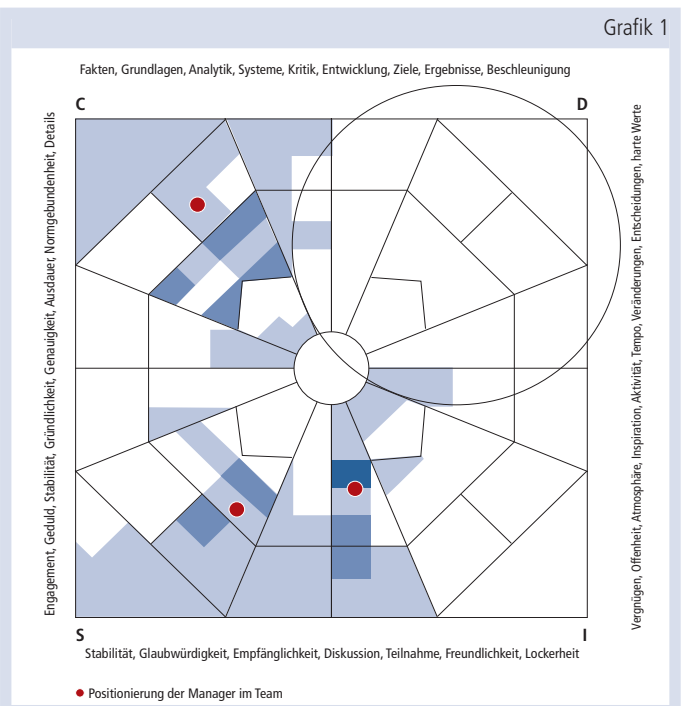 Grafik 1
Fakten, Grundlagen, Analytik, Systeme, Kritik, Entwicklung, Ziele, Ergebnisse, Beschleunigung
C
D
Engagement, Geduld, Stabilität, Gründlichkeit, Genauigkeit, Ausdauer, Normgebundenheit, Details
Vergnügen, Offenheit, Atmosphäre, Inspiration, Aktivität, Tempo, Veränderungen, Entscheidungen, harte Werte
S
I
Stabilität, Glaubwürdigkeit, Empfänglichkeit, Diskussion, Teilnahme, Freundlichkeit, Lockerheit
Positionierung der Manager im Team